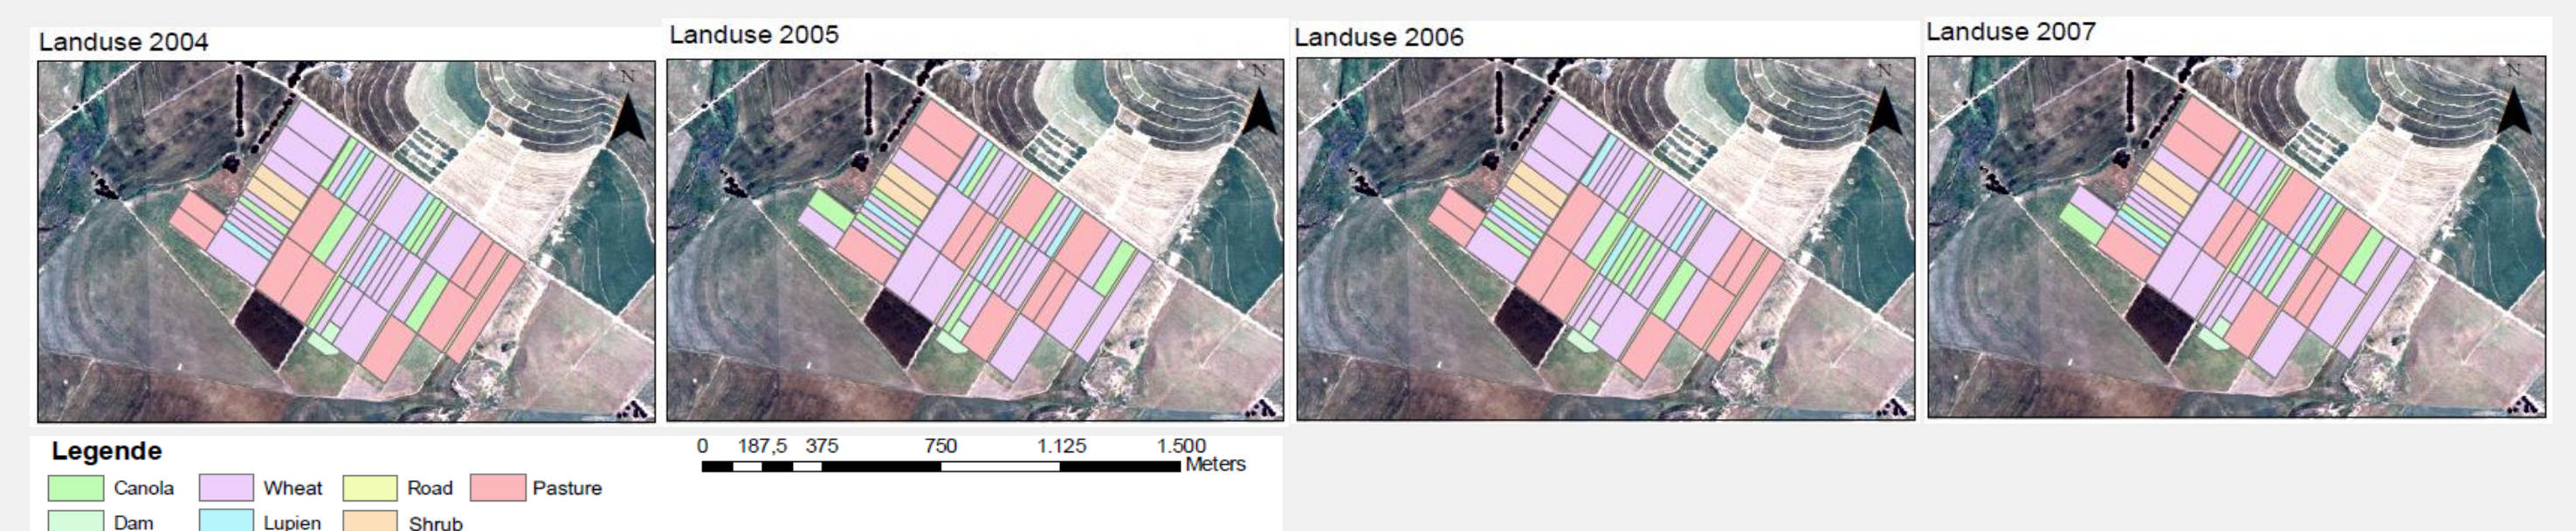 Landuse 2004
Landuse 2005
Landuse 2006
Landuse 2007
N
N
N
N
Legende
Canola
Wheat
Road
Pasture
Dam
Lupien
Shrub
0 187,5 375 750 1.125 1.500
Meters